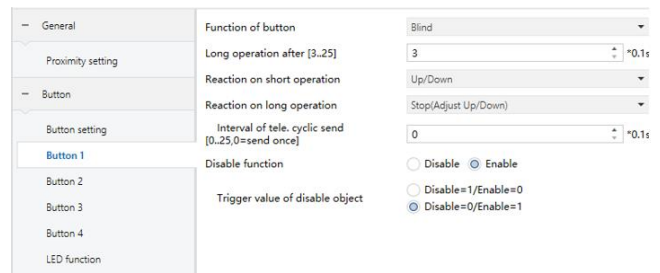 General
Proximity setting
Button
Button setting
Button 1
Button 2
Button 3
Button 4
LED function
Function of button
Blind
Long operation after [3..25]
3
*0.1s
Reaction on short operation
Up/Down
Reaction on long operation
Stop(Adjust Up/Down)
Interval of tele. cyclic send
[0..25,0=send once]
0
*0.1s
Disable function
Disable
Enable
Trigger value of disable object
Disable=1/Enable=0
Disable=0/Enable=1